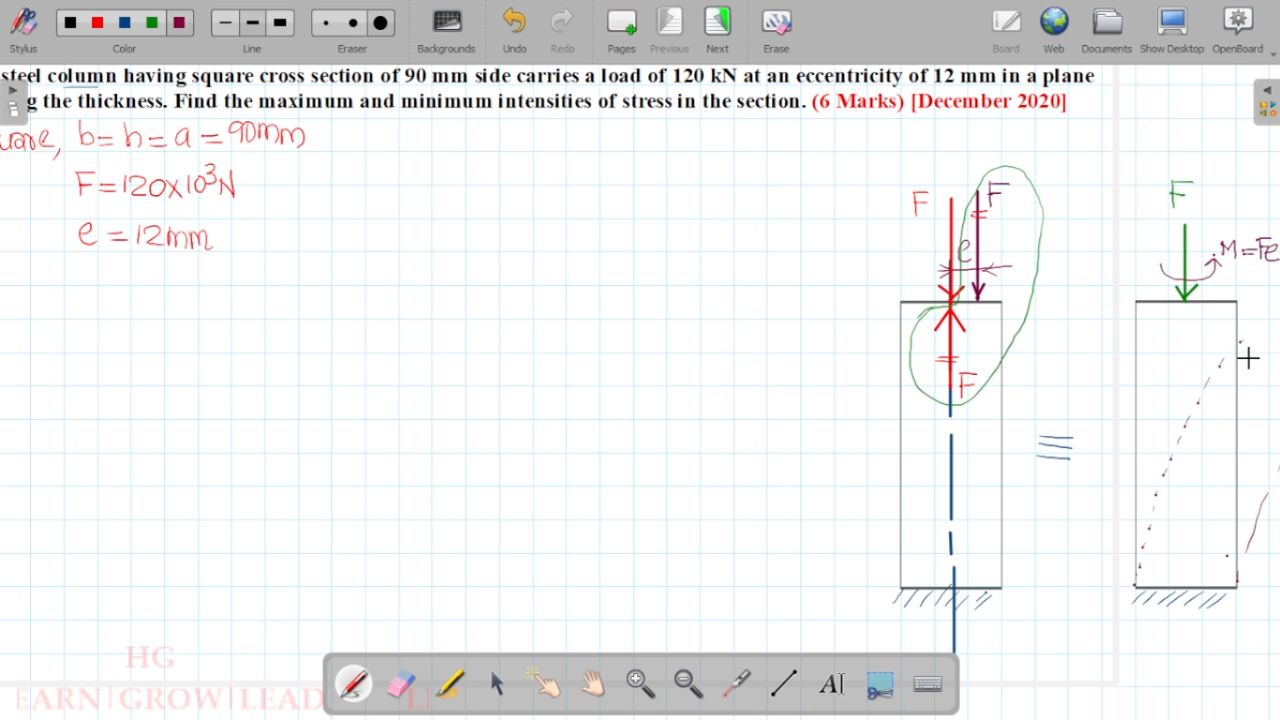 Stylus Color Line Eraser Backgrounds Undo Redo Pages Previous Next Erase Board Web Documents Show Desktop OpenBoard
steel column having square cross section of 90 mm side carries a load of 120 kN at an eccentricity of 12 mm in a plane
g the thickness. Find the maximum and minimum intensities of stress in the section. (6 Marks) [December 2020]
uare, b=h=a=90mm
F=120x10³N
e=12mm
F F
e
F
F
M=Fe
HG
EARN|GROW|LEAD
AI